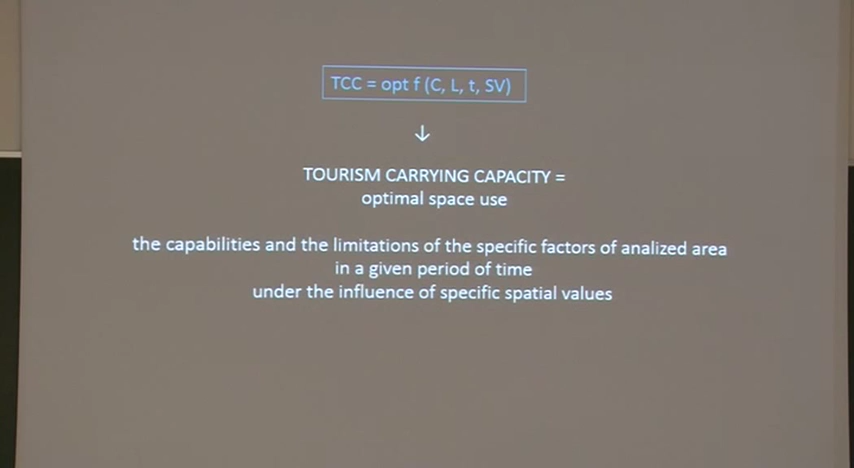 TCC = opt f (C, L, t, SV)
↓
TOURISM CARRYING CAPACITY =
optimal space use
the capabilities and the limitations of the specific factors of analized area
in a given period of time
under the influence of specific spatial values